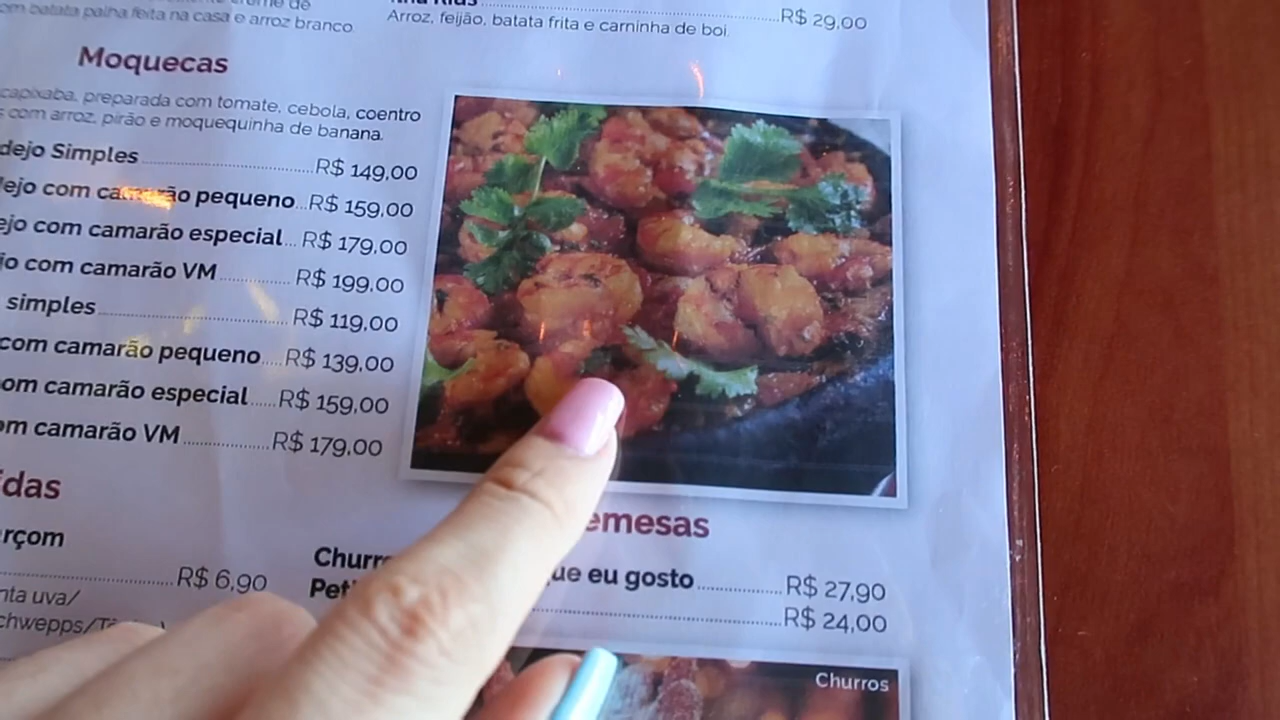 om batata palha feita na casa e arroz branco
R$ 29,00
Arroz, feijão, batata frita e carninha de boi.
Moquecas
capixaba, preparada com tomate, cebola, coentro
s com arroz, pirão e moquequinha de banana.
dejo Simples R$ 149,00
dejo com camarão pequeno R$ 159,00
ejo com camarão especial R$ 179,00
jo com camarão VM R$ 199,00
simples R$ 119,00
com camarão pequeno R$ 139,00
om camarão especial R$ 159,00
om camarão VM R$ 179,00
idas
rçom
R$ 6,90
nta uva/
chwepps/
emesas
Churr ue eu gosto R$ 27,90
Pet R$ 24,00
Churros